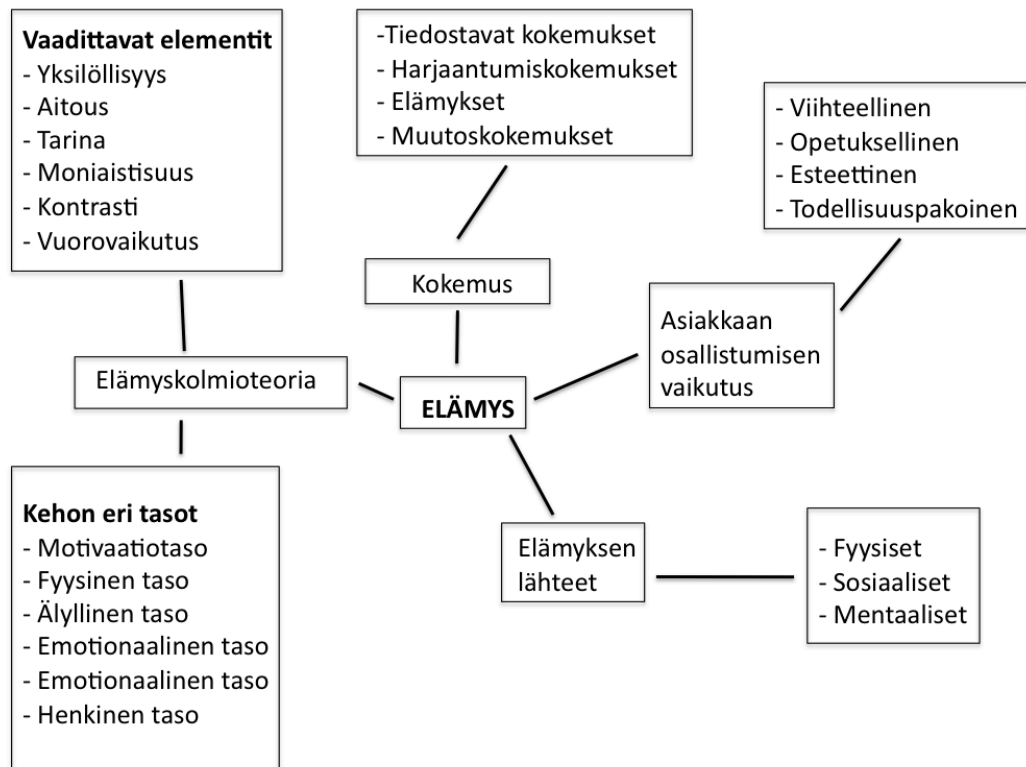 Vaadittavat elementit
- Yksilöllisyys
- Aitous
- Tarina
- Moniaistisuus
- Kontrasti
- Vuorovaikutus
-Tiedostavat kokemukset
- Harjaantumiskokemukset
- Elämykset
- Muutoskokemukset
- Viihteellinen
- Opetuksellinen
- Esteettinen
- Todellisuuspakoinen
Kokemus
Asiakkaan
osallistumisen
vaikutus
Elämyskolmioteoria
ELÄMYS
Kehon eri tasot
- Motivaatiotaso
- Fyysinen taso
- Älyllinen taso
- Emotionaalinen taso
- Emotionaalinen taso
- Henkinen taso
Elämyksen
lähteet
- Fyysiset
- Sosiaaliset
- Mentaaliset